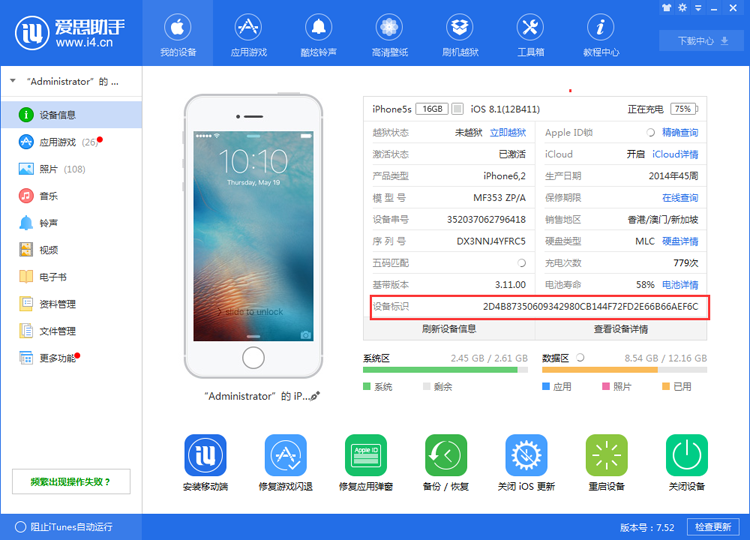 爱思助手
www.i4.cn
我的设备
应用游戏
酷炫铃声
高清壁纸
刷机越狱
工具箱
教程中心
下载中心
“Administrator”的 ...
设备信息
应用游戏 (26)
照片 (108)
音乐
铃声
视频
电子书
资料管理
文件管理
更多功能
频繁出现操作失败？
10:10
Thursday, May 19
slide to unlock
“Administrator”的 iP...
iPhone5s 16GB iOS 8.1(12B411) 正在充电 75%
越狱状态 未越狱 立即越狱 Apple ID锁 精确查询
激活状态 已激活 iCloud 开启 iCloud详情
产品类型 iPhone6,2 生产日期 2014年45周
模 型 号 MF353 ZP/A 保修期限 在线查询
设备串号 352037062796418 销售地区 香港/澳门/新加坡
序 列 号 DX3NNJ4YFRC5 硬盘类型 MLC 硬盘详情
五码匹配 充电次数 779次
基带版本 3.11.00 电池寿命 58% 电池详情
设备标识 2D4B87350609342980CB144F72FD2E66B66AEF6C
刷新设备信息 查看设备详情
系统区 2.45 GB / 2.61 GB 数据区 8.54 GB / 12.16 GB
系统 剩余 应用 照片 已用
Apple ID
安装移动端
修复游戏闪退
修复应用弹窗
备份 / 恢复
关闭 iOS 更新
重启设备
关闭设备
阻止iTunes自动运行
版本号：7.52
检查更新